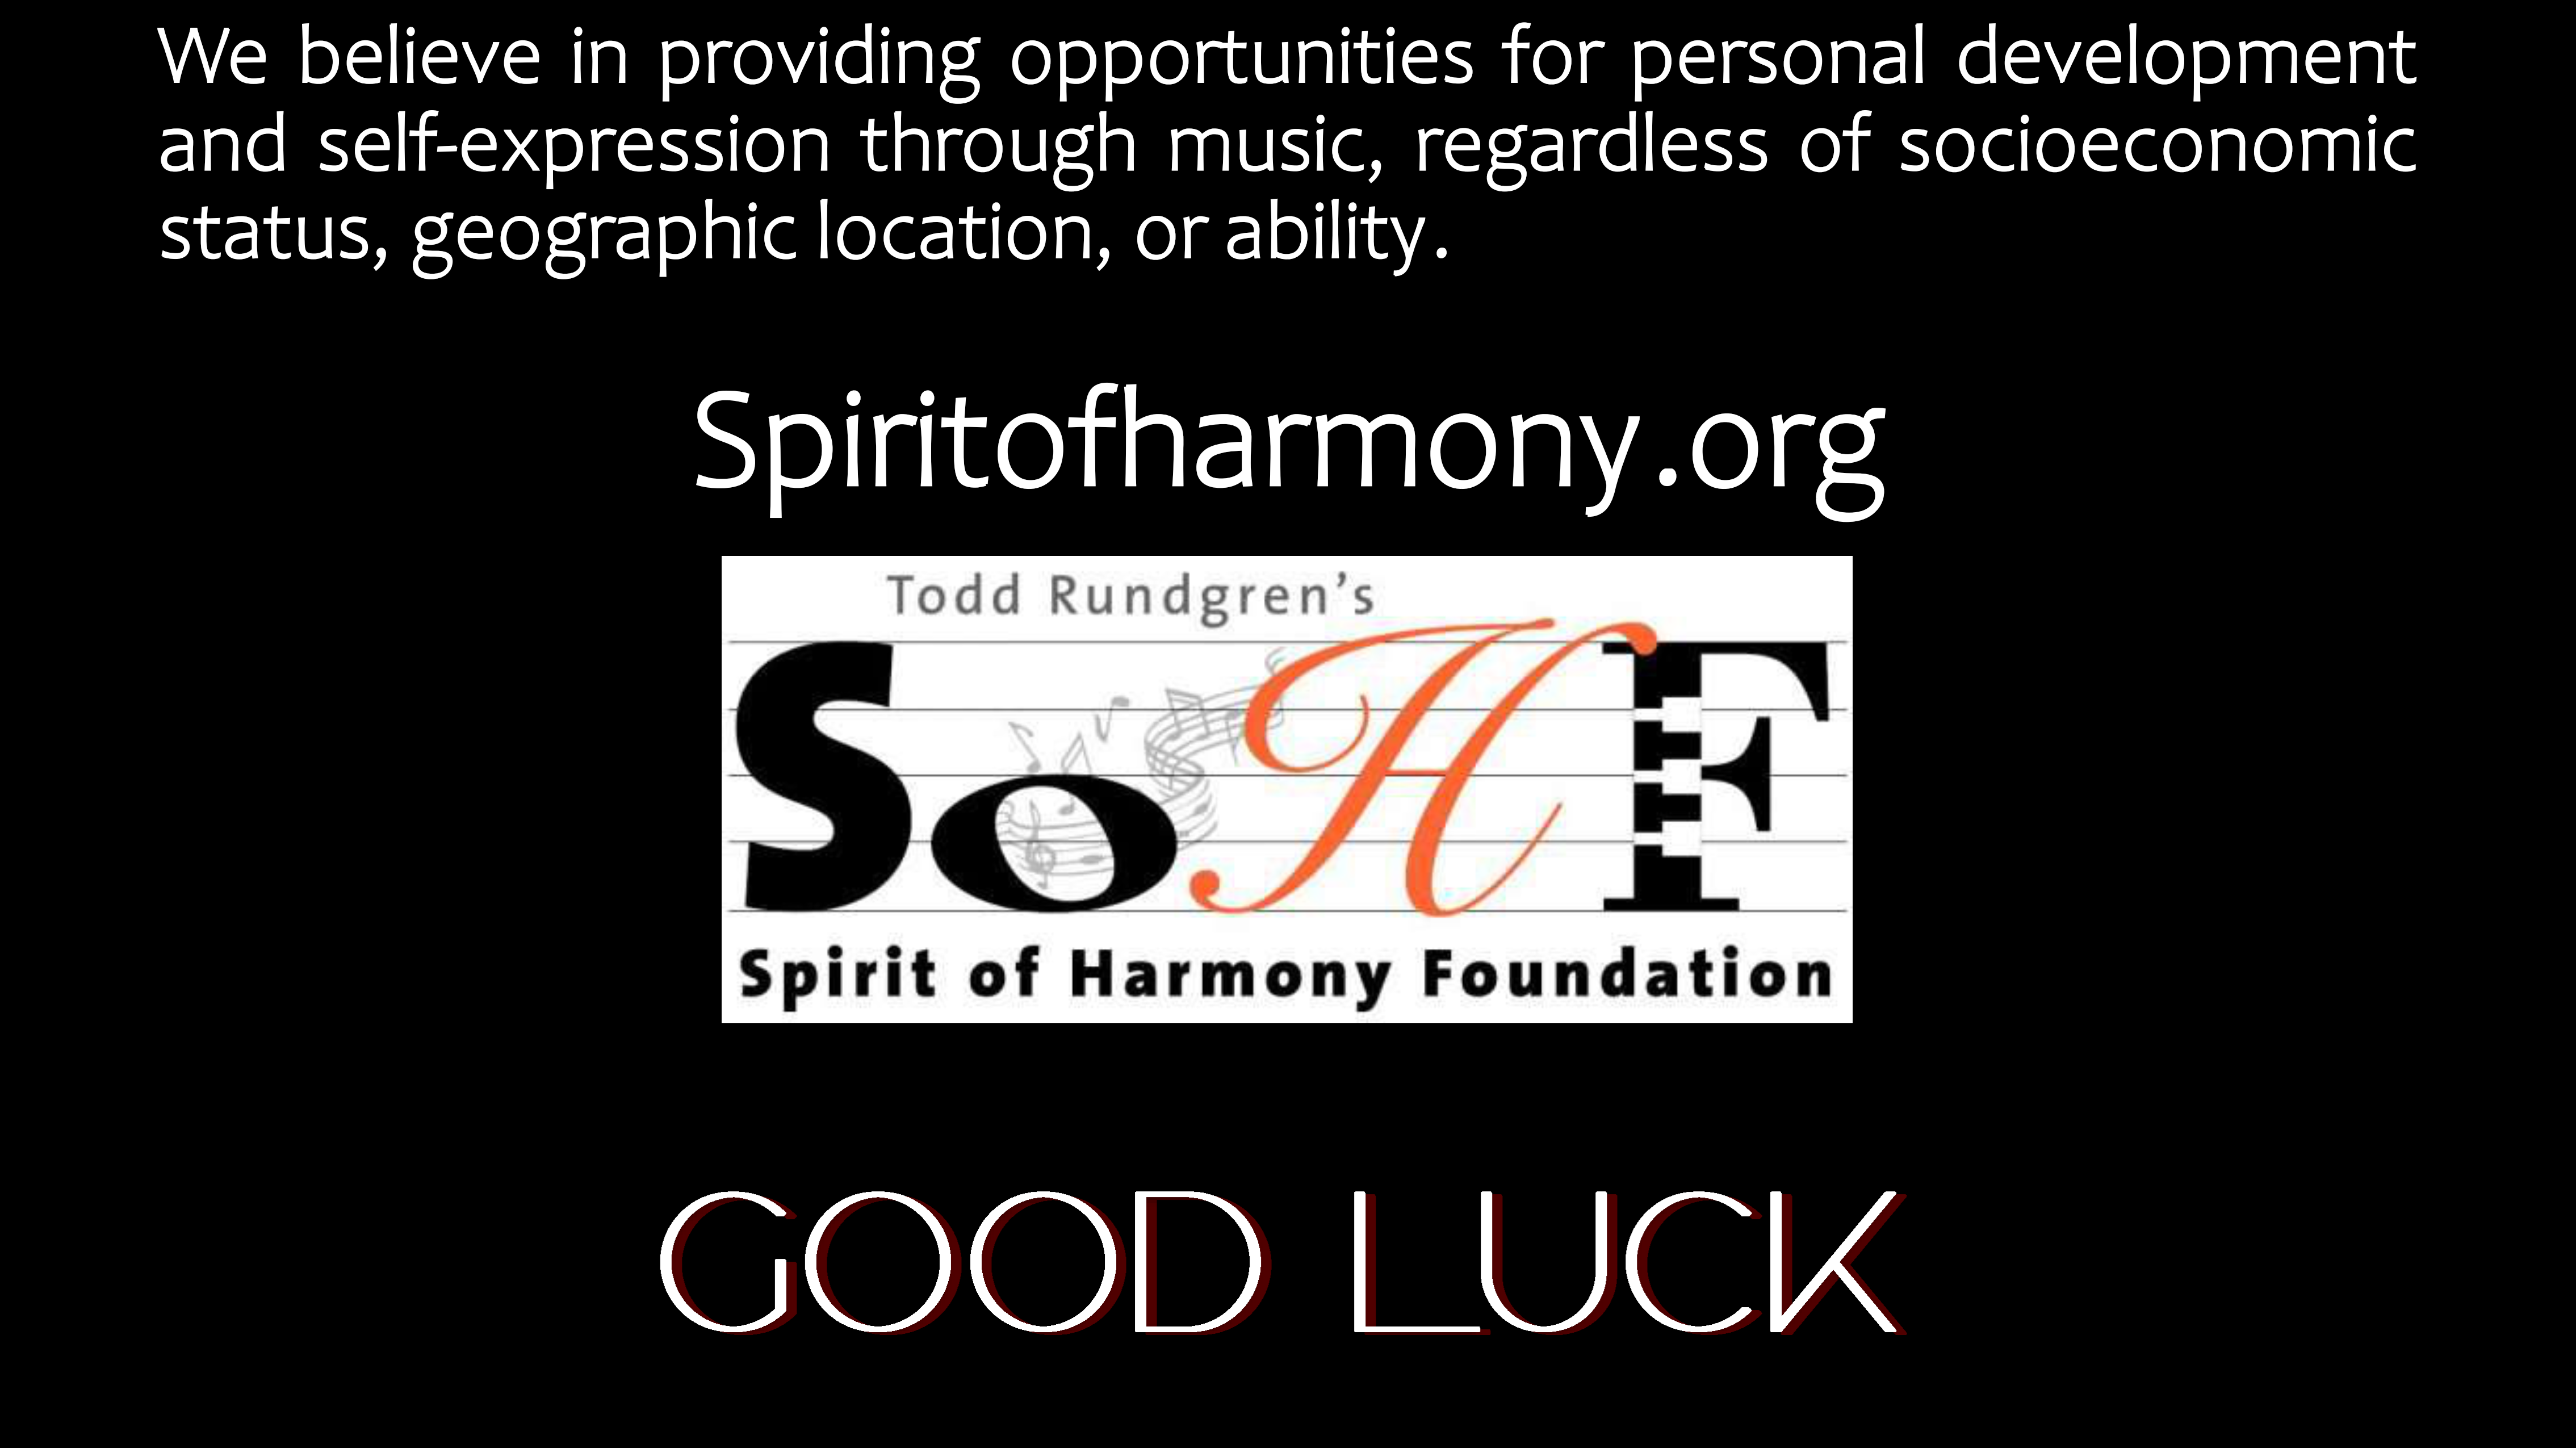 We believe in providing opportunities for personal development
and self-expression through music, regardless of socioeconomic
status, geographic location, or ability.
Spiritofharmony.org
Todd Rundgren's
SoHF
Spirit of Harmony Foundation
GOOD LUCK